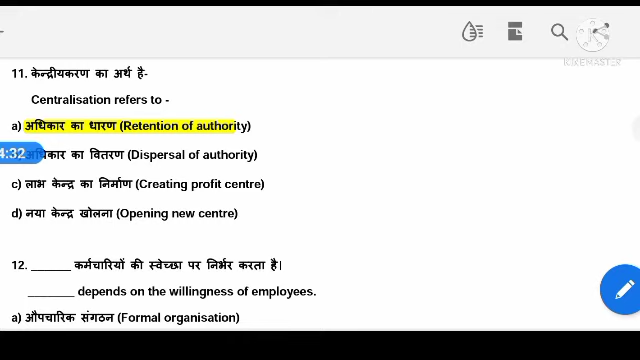 KINEMASTER
11. केन्द्रीयकरण का अर्थ है-
Centralisation refers to -
a) अधिकार का धारण (Retention of authority)
4:32
अधिकार का वितरण (Dispersal of authority)
c) लाभ केन्द्र का निर्माण (Creating profit centre)
d) नया केन्द्र खोलना (Opening new centre)
12. ______ कर्मचारियों की स्वेच्छा पर निर्भर करता है।
_______ depends on the willingness of employees.
a) औपचारिक संगठन (Formal organisation)